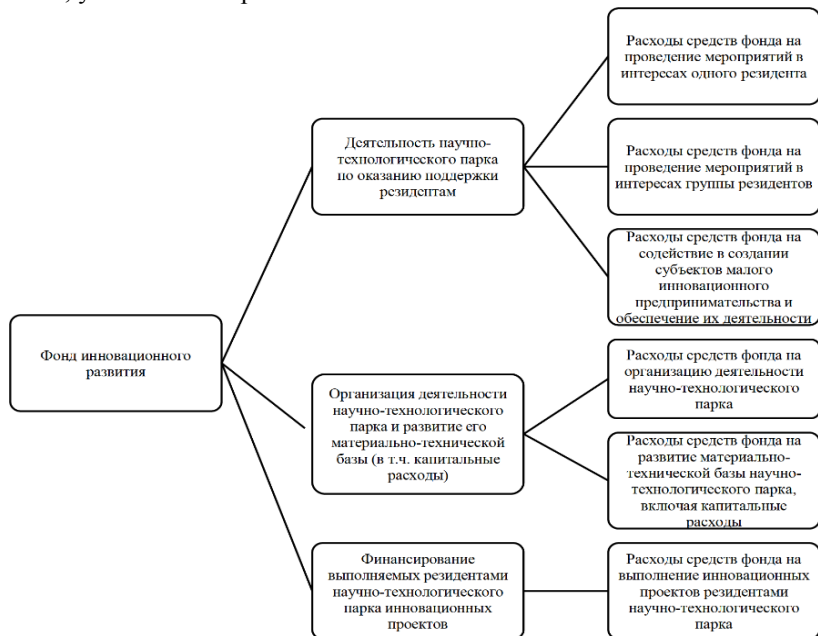 Расходы средств фонда на
проведение мероприятий в
интересах одного резидента
Деятельность научно-
технологического парка
по оказанию поддержки
резидентам
Расходы средств фонда на
проведение мероприятий в
интересах группы резидентов
Расходы средств фонда на
содействие в создании
субъектов малого
инновационного
предпринимательства и
обеспечение их деятельности
Фонд инновационного
развития
Организация деятельности
научно-технологического
парка и развитие его
материально-технической
базы (в т.ч. капитальные
расходы)
Расходы средств фонда на
организацию деятельности
научно-технологического
парка
Расходы средств фонда на
развитие материально-
технической базы научно-
технологического парка,
включая капитальные
расходы
Финансирование
выполняемых резидентами
научно-технологического
парка инновационных
проектов
Расходы средств фонда на
выполнение инновационных
проектов резидентами
научно-технологического
парка